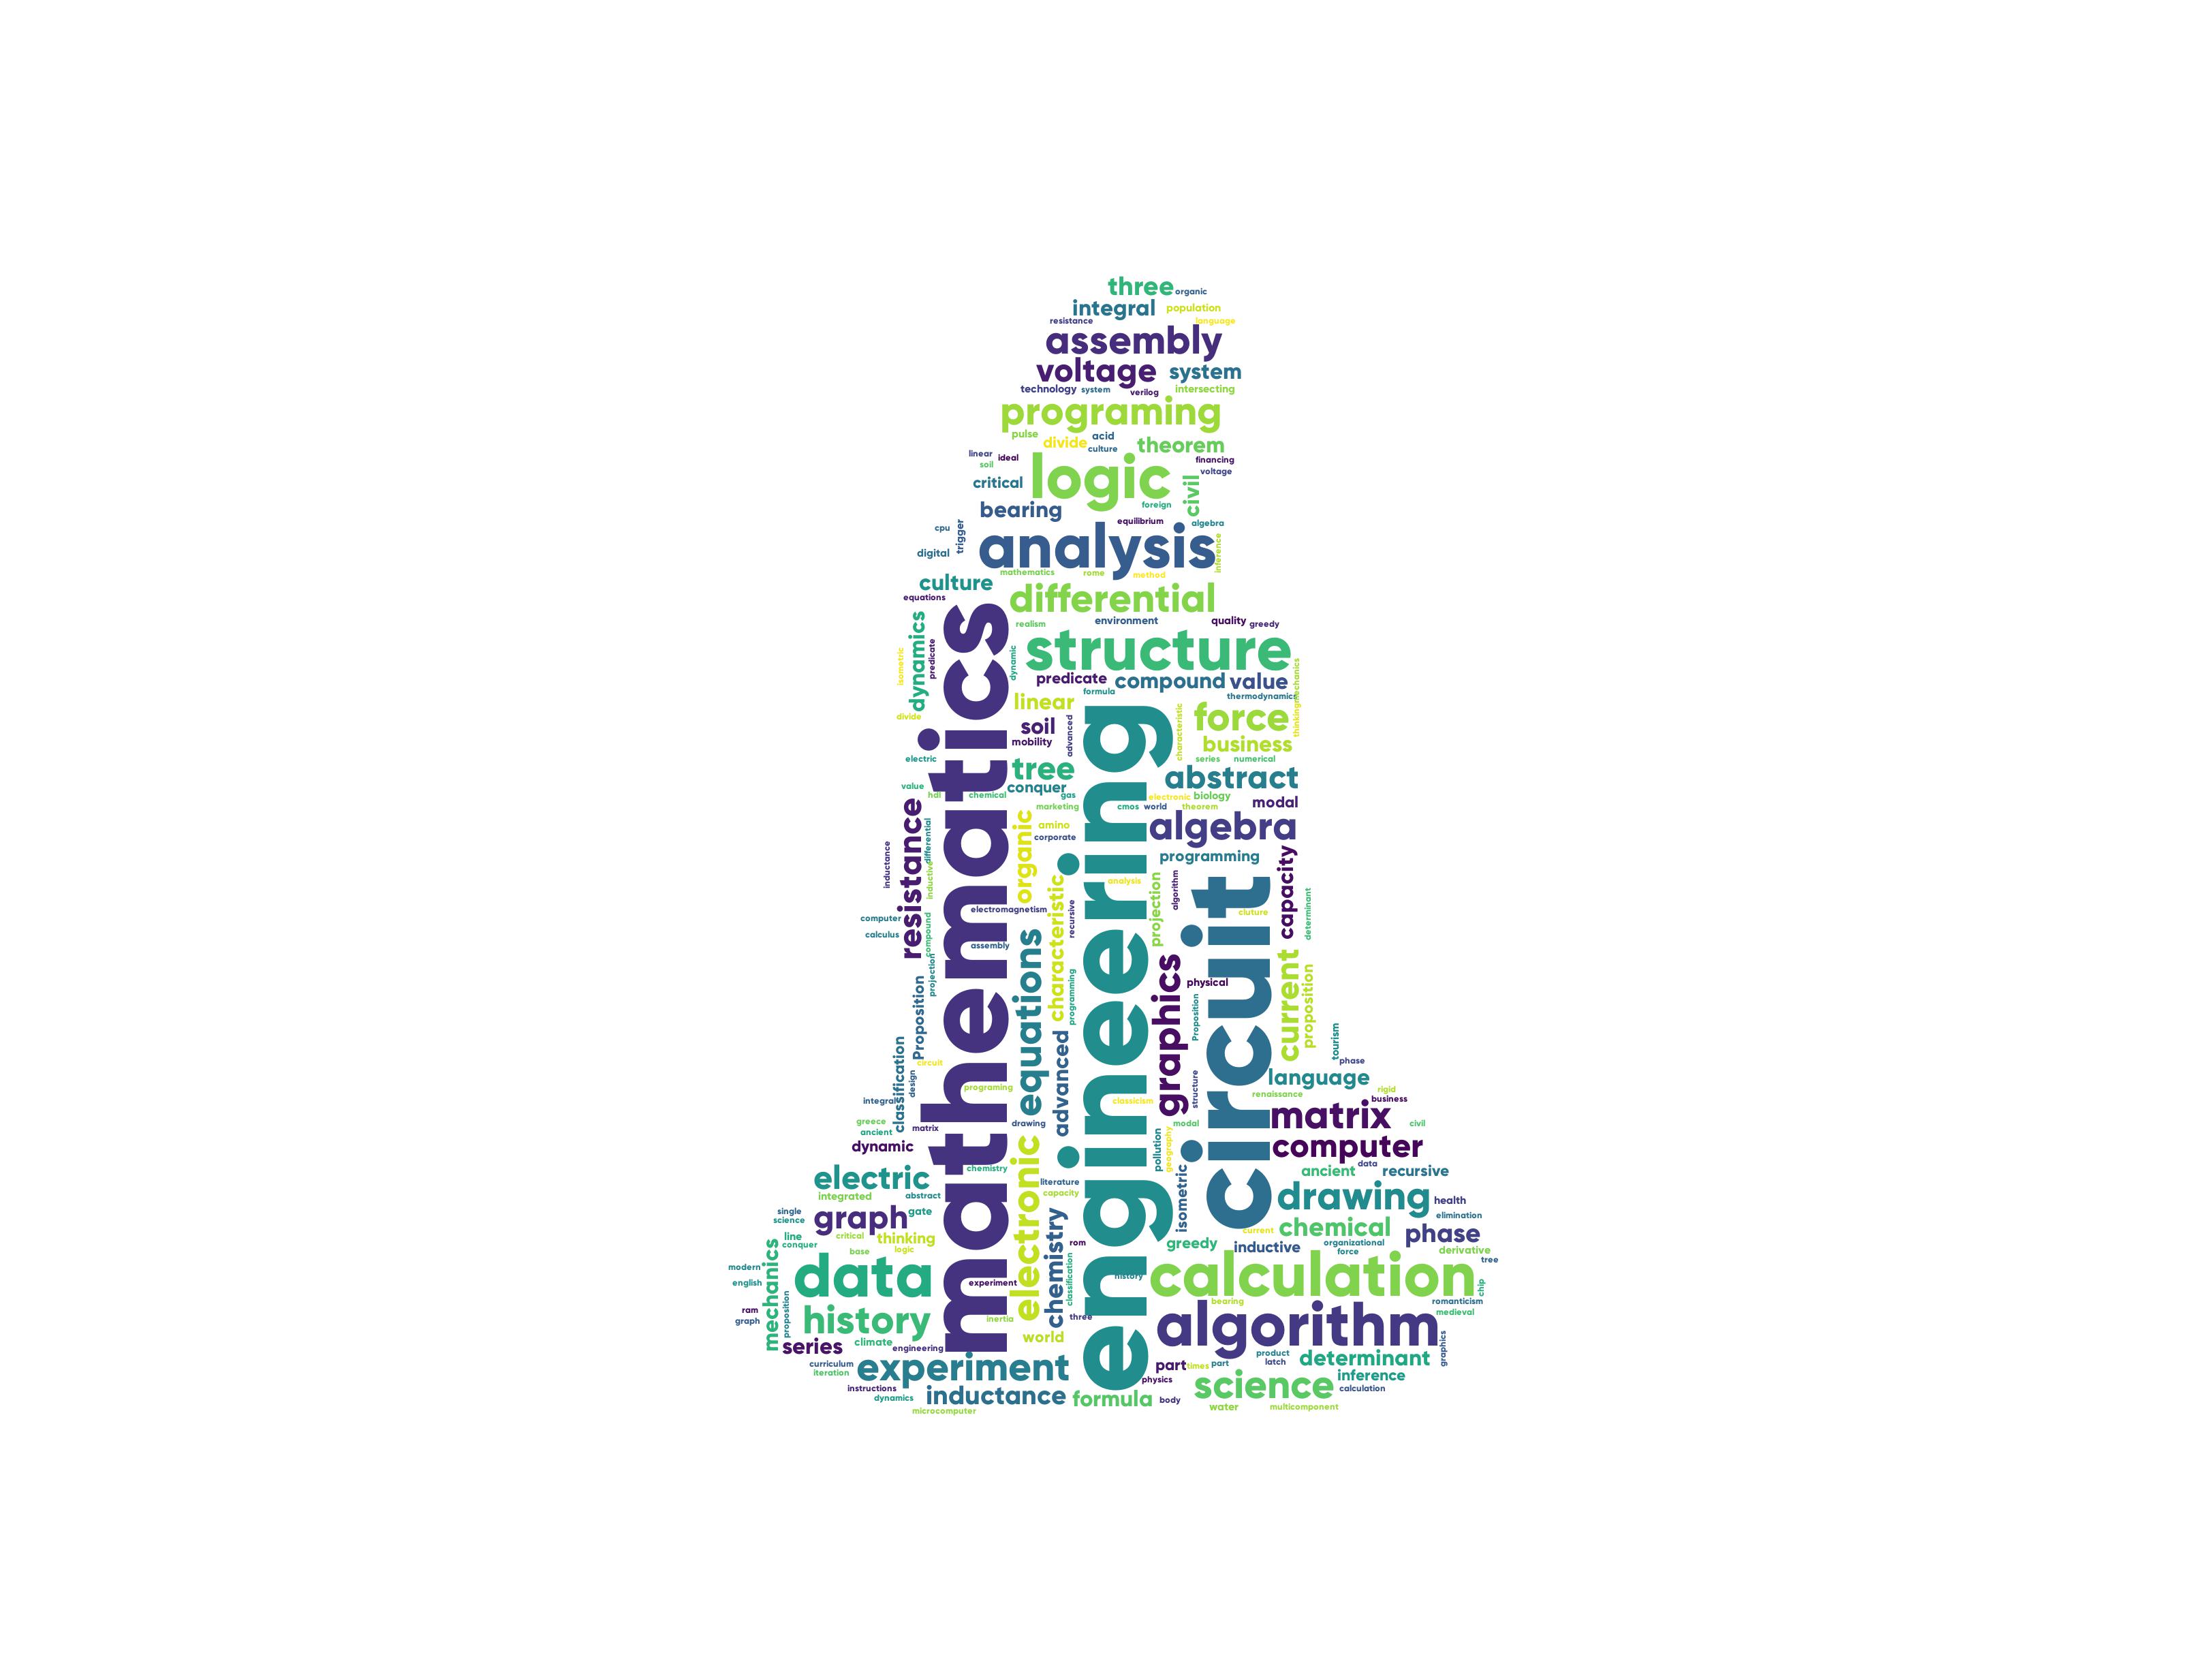 three organic
integral population
resistance language
assembly
voltage system
technology system verilog intersecting
programing
pulse divide acid theorem
culture
linear ideal financing
soil logic voltage
critical civil
foreign
bearing
cpu trigger equilibrium algebra
analysis
digital inference
mathematics rome method
culture
equations differential
realism environment quality greedy
dynamics
isometric
predicate
mathematics
dynamic
structure
predicate compound value
formula thermodynamics
mechanics
thinking
linear
divide
soil
mobility
advanced
engineering
characteristic
force
business
electric series numerical
tree abstract
value conquer
hdl chemical gas electronic biology modal
marketing cmos world theorem
resistance
differential
inductance
inductive
organic
amino
corporate
algebra
programming
characteristic
analysis
projection
algorithm
circuit
capacity
determinant
computer electromagnetism recursive cluture
calculus compound assembly
projection
equations
programming
graphics
physical
current
proposition
Proposition
Proposition
classification
design
circuit
advanced
tourism
phase
language
integral programing classicism structure renaissance rigid
business
greece matrix drawing modal matrix civil
ancient
dynamic pollution geography computer
chemistry data
electric electronic literature isometric ancient recursive
integrated abstract capacity drawing health
single graph gate chemistry elimination
science current chemical phase
line critical thinking rom greedy inductive organizational
conquer base logic force derivative
mechanics classification tree
modern data history calculation chip
english experiment
proposition bearing romanticism
ram history inertia three algorithm medieval
graph
graphics
series climate engineering world
curriculum experiment part times part product determinant
iteration latch
instructions physics science inference
dynamics inductance formula body calculation
microcomputer water multicomponent